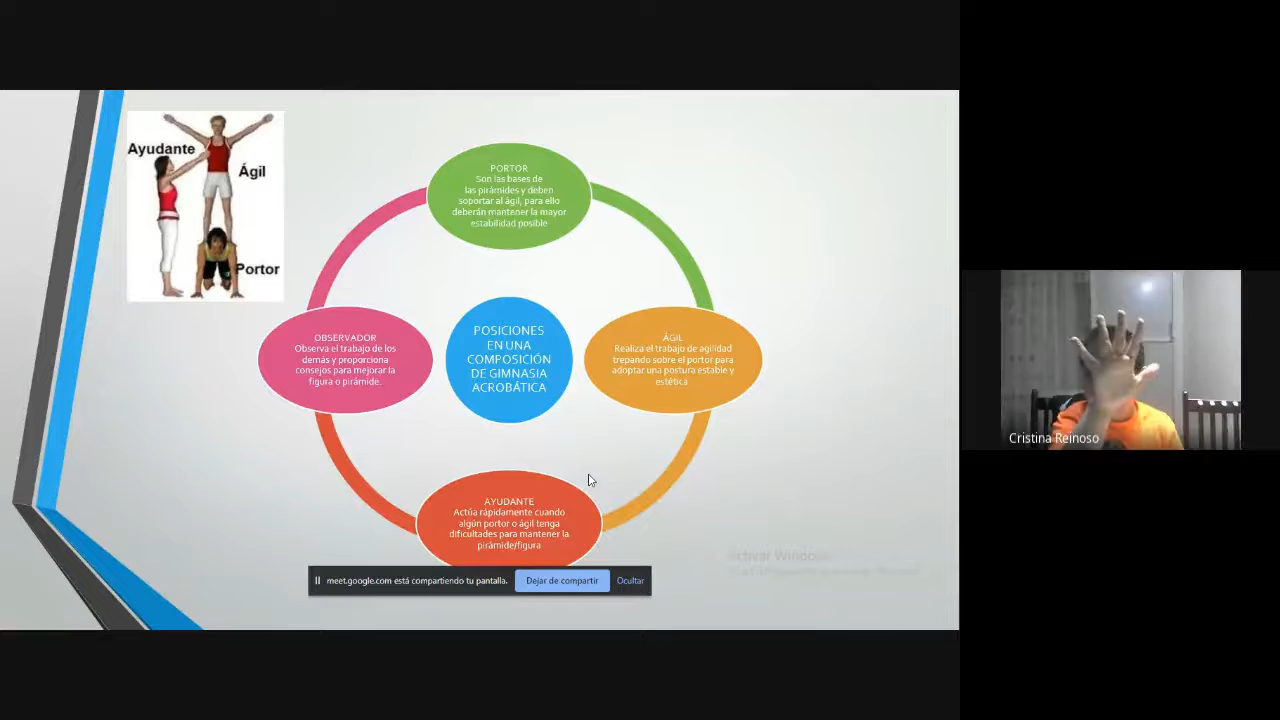 Ayudante
Ágil
Portor
PORTOR
Son las bases de
las pirámides y deben
soportar al ágil, para ello
deberán mantener la mayor
estabilidad posible
OBSERVADOR
Observa el trabajo de los
demás y proporciona
consejos para mejorar la
figura o pirámide.
POSICIONES
EN UNA
COMPOSICIÓN
DE GIMNASIA
ACROBÁTICA
ÁGIL
Realiza el trabajo de agilidad
trepando sobre el portor para
adoptar una postura estable y
estética
AYUDANTE
Actúa rápidamente cuando
algún portor o ágil tenga
dificultades para mantener la
pirámide/figura
meet.google.com está compartiendo tu pantalla.
Dejar de compartir
Ocultar
Activar Windows
Cristina Reinoso